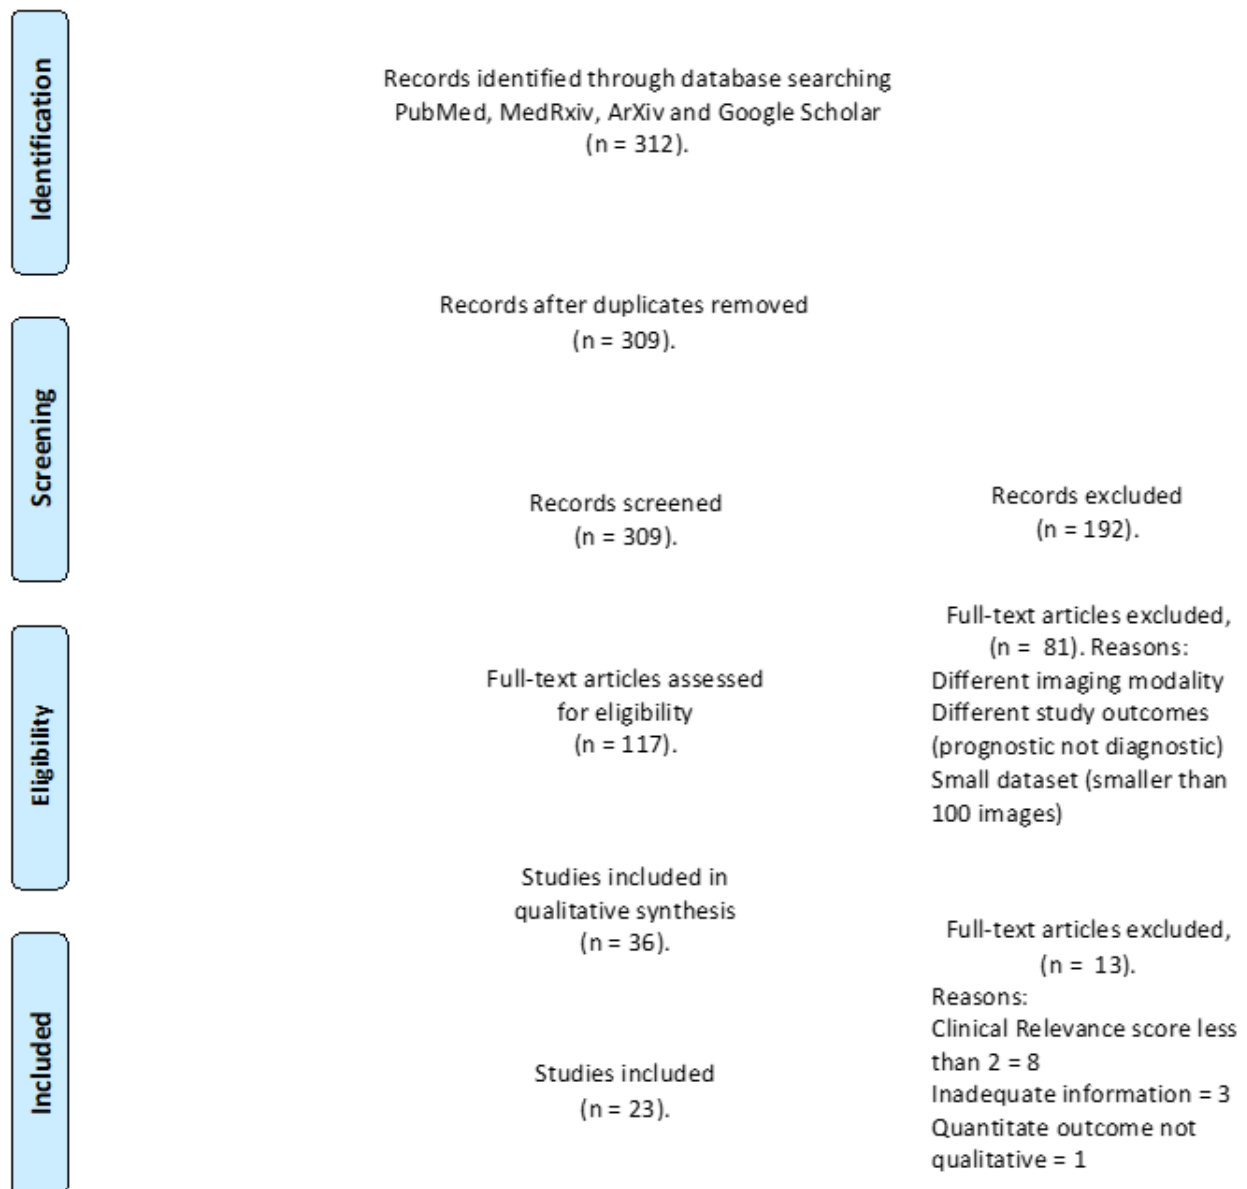 Identification
Records identified through database searching
PubMed, MedRxiv, ArXiv and Google Scholar
(n = 312).
Records after duplicates removed
(n = 309).
Screening
Records screened
(n = 309).
Records excluded
(n = 192).
Eligibility
Full-text articles assessed
for eligibility
(n = 117).
Full-text articles excluded,
(n = 81). Reasons:
Different imaging modality
Different study outcomes
(prognostic not diagnostic)
Small dataset (smaller than
100 images)
Studies included in
qualitative synthesis
(n = 36).
Included
Full-text articles excluded,
(n = 13).
Reasons:
Clinical Relevance score less
than 2 = 8
Inadequate information = 3
Quantitate outcome not
qualitative = 1
Studies included
(n = 23).